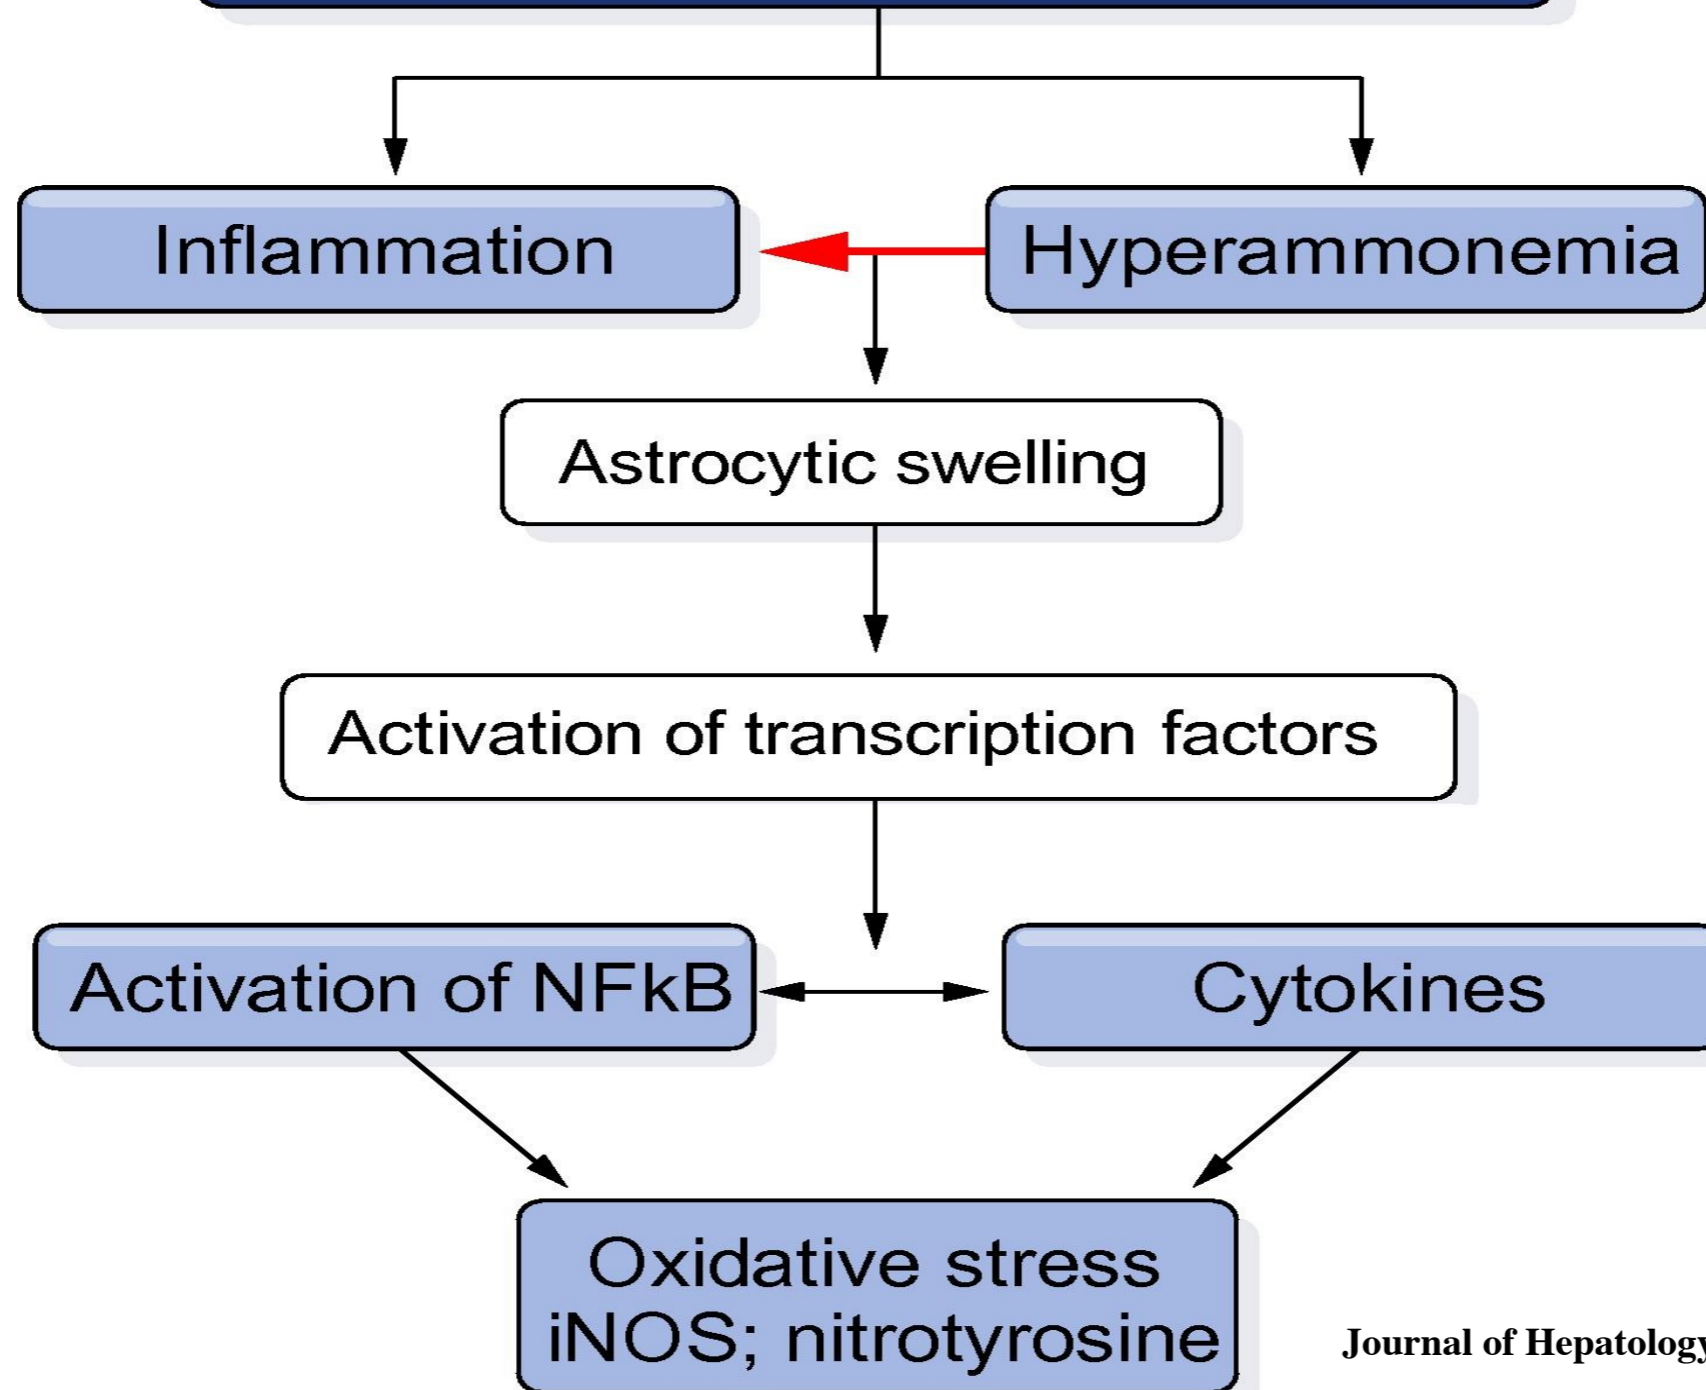 Inflammation
Hyperammonemia
Astrocytic swelling
Activation of transcription factors
Activation of NFkB
Cytokines
Oxidative stress
iNOS; nitrotyrosine
Journal of Hepatology